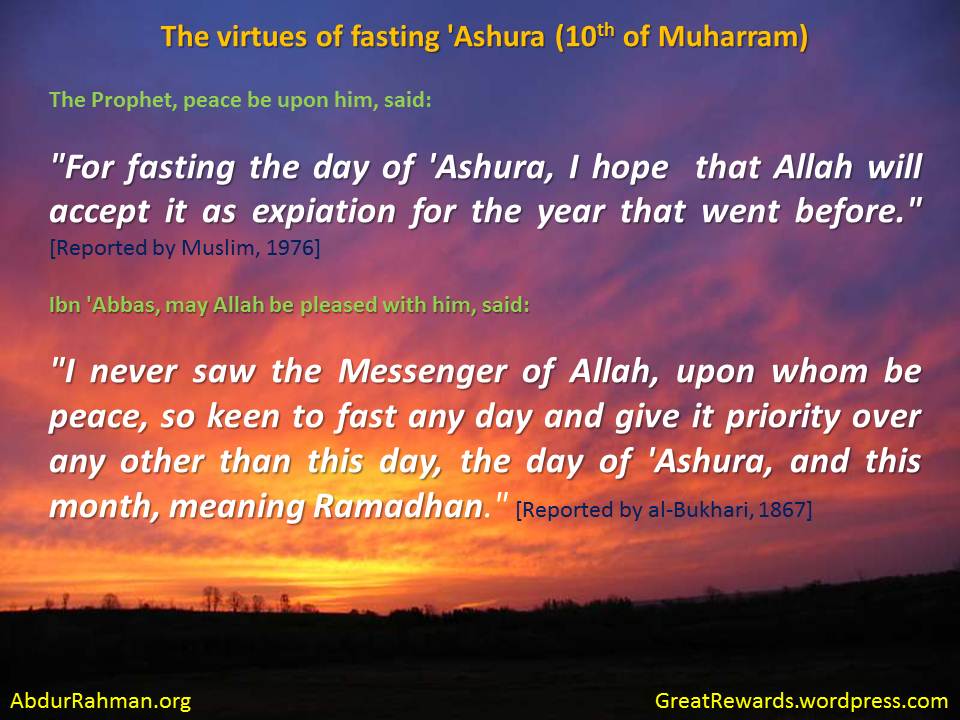 The virtues of fasting 'Ashura (10th of Muharram)
The Prophet, peace be upon him, said:
"For fasting the day of 'Ashura, I hope that Allah will
accept it as expiation for the year that went before."
[Reported by Muslim, 1976]
Ibn 'Abbas, may Allah be pleased with him, said:
"I never saw the Messenger of Allah, upon whom be
peace, so keen to fast any day and give it priority over
any other than this day, the day of 'Ashura, and this
month, meaning Ramadhan." [Reported by al-Bukhari, 1867]
AbdurRahman.org
GreatRewards.wordpress.com